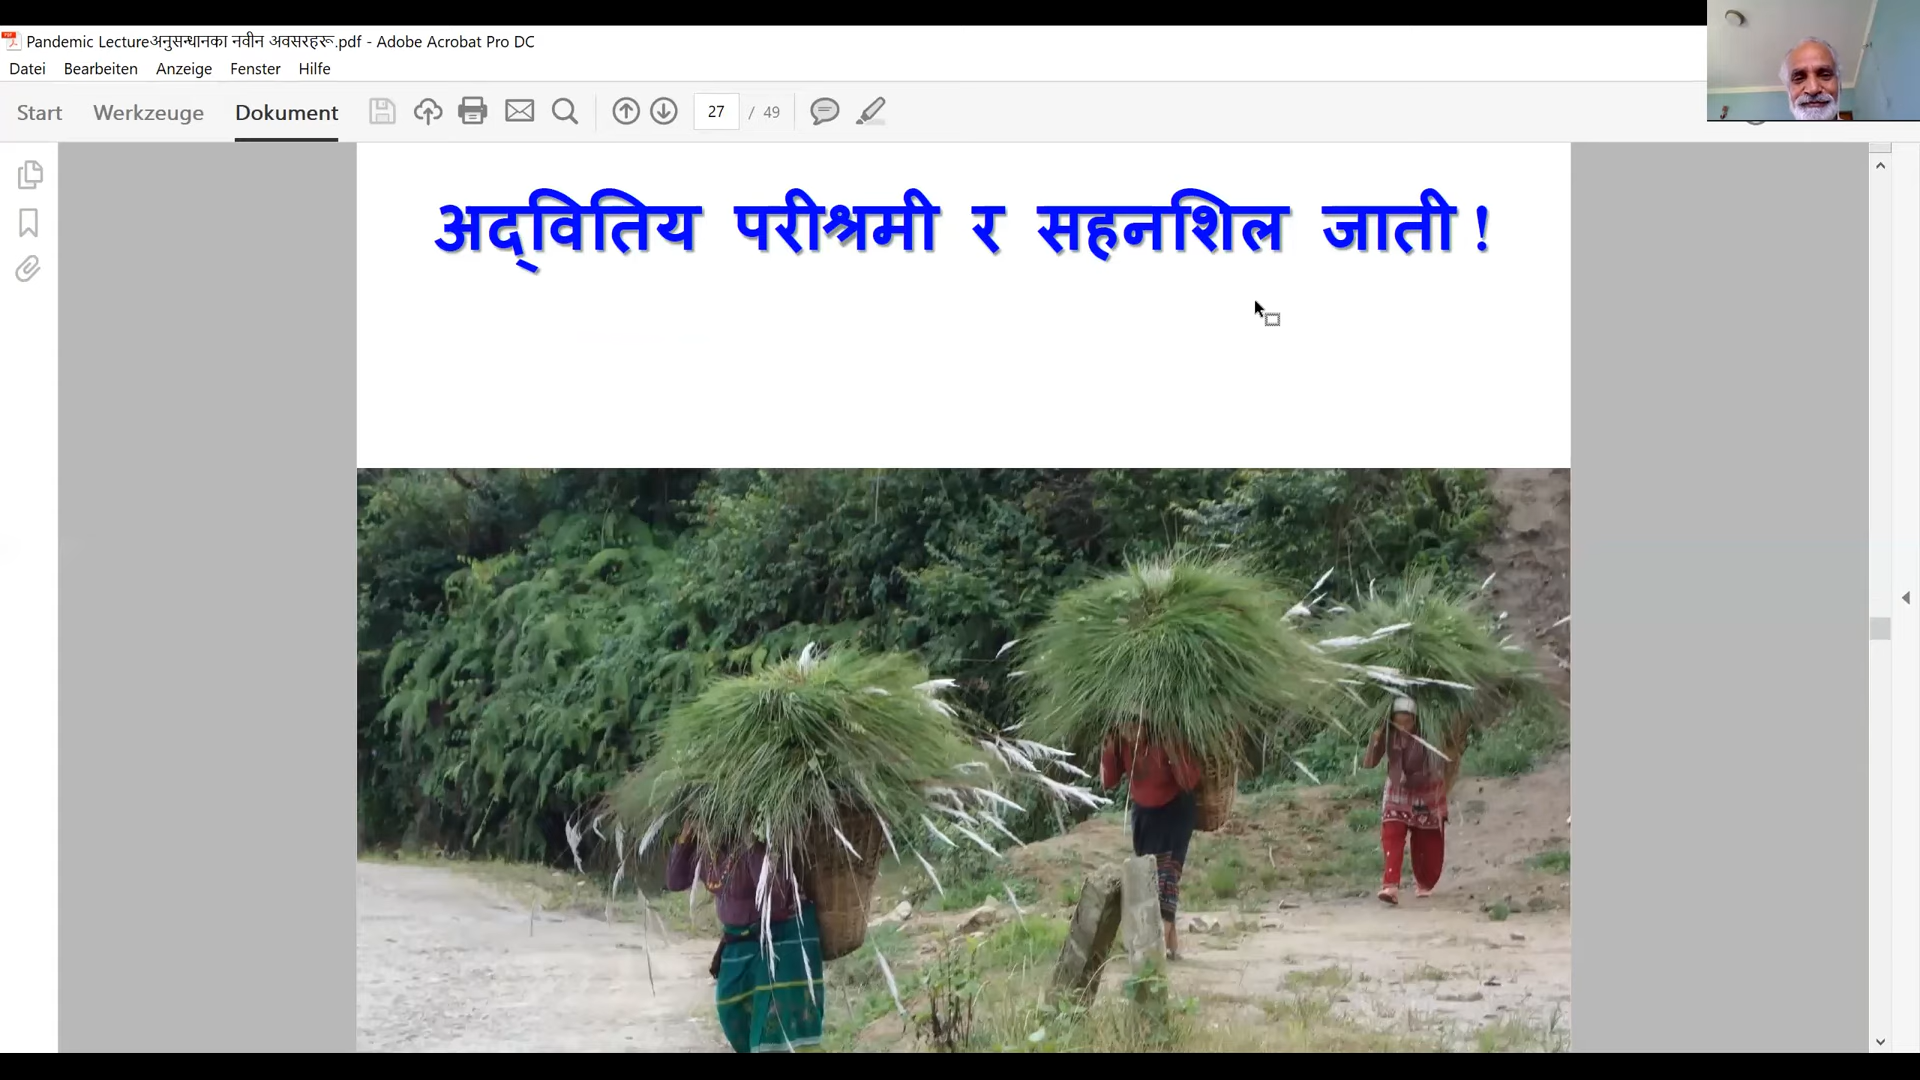 Pandemic Lectureअनुसन्धानका नवीन अवसरहरू.pdf - Adobe Acrobat Pro DC
Datei Bearbeiten Anzeige Fenster Hilfe
Start Werkzeuge Dokument 27 / 49
अद्वितिय परीश्रमी र सहनशिल जाती !